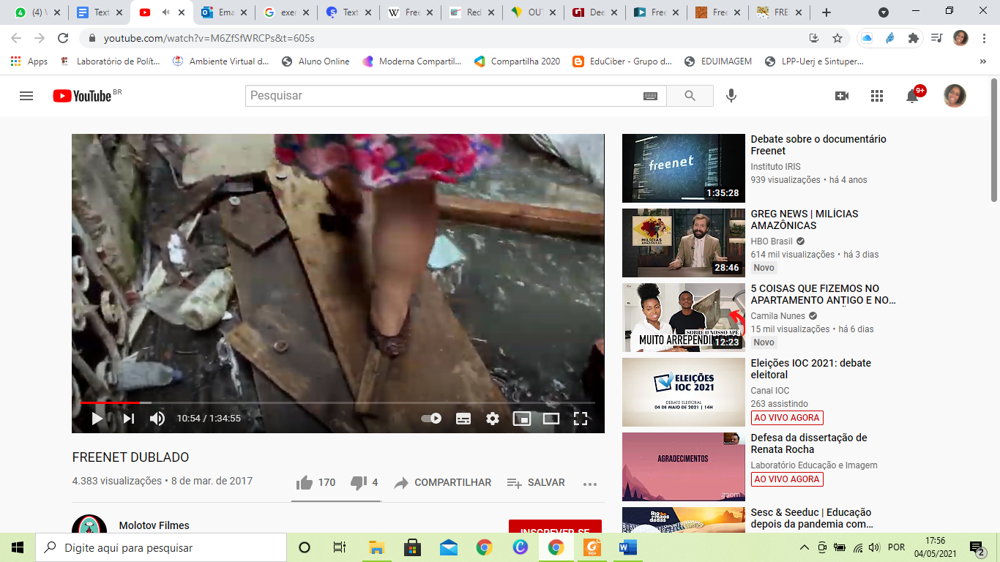 (4) V
Text
Ema
exer
Text
Free
Red
OU
Dee
Free
Free
FRE
youtube.com/watch?v=M6ZfSfWRCPs&t=605s
Apps
Laboratório de Polít...
Ambiente Virtual d...
Aluno Online
Moderna Compartil...
Compartilha 2020
EduCiber - Grupo d...
EDUIMAGEM
LPP-Uerj e Sintuper...
»
YouTube BR
Pesquisar
9+
10:54 / 1:34:55
FREENET DUBLADO
4.383 visualizações • 8 de mar. de 2017
170
4
COMPARTILHAR
SALVAR
Molotov Filmes
INSCREVER-SE
freenet
1:35:28
Debate sobre o documentário
Freenet
Instituto IRIS
939 visualizações • há 4 anos
MILÍCIAS
AMAZÔNICAS
28:46
GREG NEWS | MILÍCIAS
AMAZÔNICAS
HBO Brasil
614 mil visualizações • há 3 dias
Novo
SOBRE O NOSSO APÊ
MUITO ARREPENDIMENTO
12:23
5 COISAS QUE FIZEMOS NO
APARTAMENTO ANTIGO E NO...
Camila Nunes
15 mil visualizações • há 6 dias
Novo
ELEIÇÕES
IOC 2021
DEBATE ELEITORAL
04 DE MAIO DE 2021 | 14H
Eleições IOC 2021: debate
eleitoral
Canal IOC
263 assistindo
AO VIVO AGORA
AGRADECIMENTOS
zoom
Defesa da dissertação de
Renata Rocha
Laboratório Educação e Imagem
AO VIVO AGORA
Sesc & Seeduc | Educação
depois da pandemia com...
Digite aqui para pesquisar
POR
17:56
04/05/2021
2